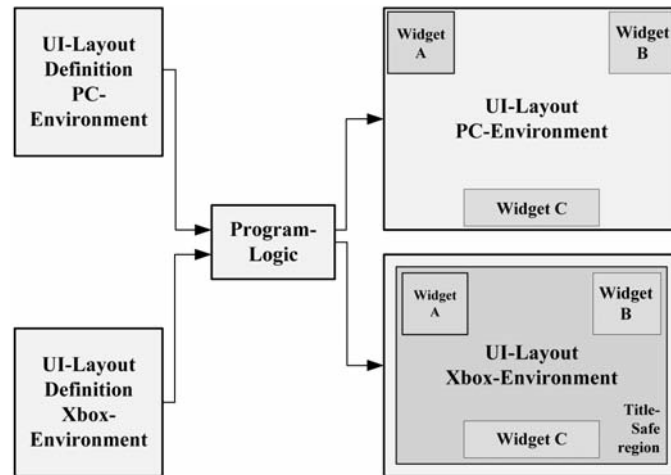 UI-Layout
Definition
PC-
Environment
UI-Layout
Definition
Xbox-
Environment
Program-
Logic
Widget
A
Widget
B
UI-Layout
PC-Environment
Widget C
Widget
A
Widget
B
UI-Layout
Xbox-Environment
Widget C
Title-
Safe
region